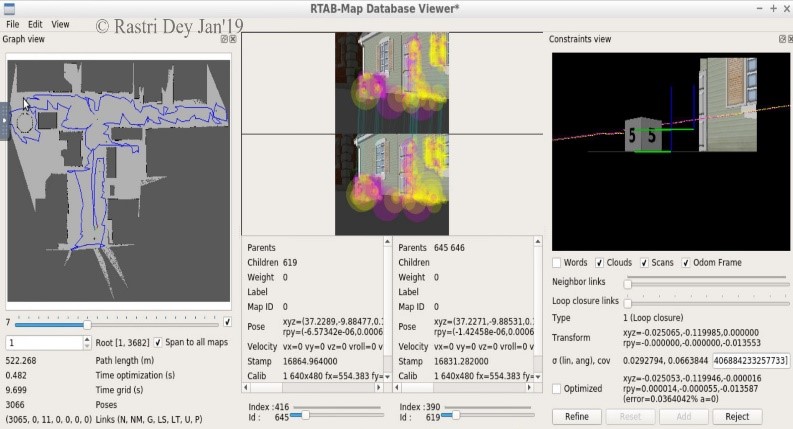 RTAB-Map Database Viewer*
File Edit View
© Rastri Dey Jan'19
Graph view
Constraints view
7
1 Root [1, 3682] Span to all maps
522.268 Path length (m)
0.482 Time optimization (s)
9.699 Time grid (s)
3066 Poses
(3065, 0, 11, 0, 0, 0, 0) Links (N, NM, G, LS, LT, U, P)
Parents
Children 619
Weight 0
Label
Map ID 0
Pose xyz=(37.2289,-9.88477,0.
rpy=(-6.57342e-06,0.0006
Velocity vx=0 vy=0 vz=0 vroll=0 v
Stamp 16864.964000
Calib 1 640x480 fx=554.383 fy=
Index :416
Id : 645
Parents 645 646
Children
Weight 0
Label
Map ID 0
Pose xyz=(37.2271,-9.88531,0.
rpy=(-1.42458e-06,0.0006
Velocity vx=0 vy=0 vz=0 vroll=0 v
Stamp 16831.282000
Calib 1 640x480 fx=554.383 fy=
Index :390
Id : 619
5 5
Words Clouds Scans Odom Frame
Neighbor links
Loop closure links
Type 1 (Loop closure)
Transform xyz=-0.025065,-0.119985,0.000000
rpy=-0.000000,-0.000000,-0.013553
σ (lin, ang), cov 0.0292794, 0.0663844 406884233257733]
Optimized xyz=-0.025053,-0.119946,-0.000016
rpy=0.000014,-0.000055,-0.013587
(error=0.0364042% a=0)
Refine Reset Add Reject